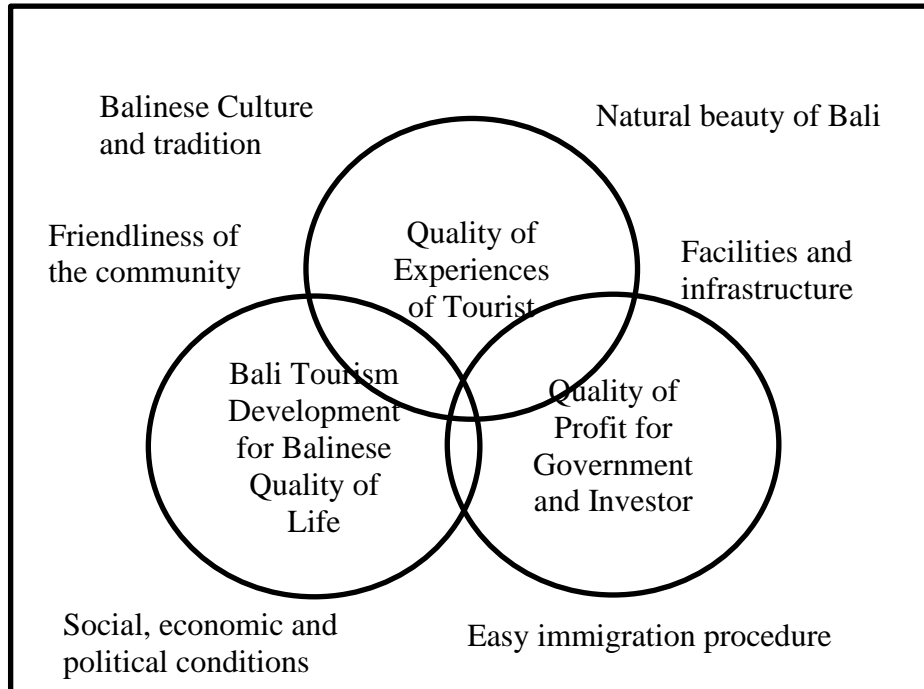 Balinese Culture
and tradition
Natural beauty of Bali
Friendliness of
the community
Quality of
Experiences
of Tourist
Facilities and
infrastructure
Bali Tourism
Development
for Balinese
Quality of
Life
Quality of
Profit for
Government
and Investor
Social, economic and
political conditions
Easy immigration procedure